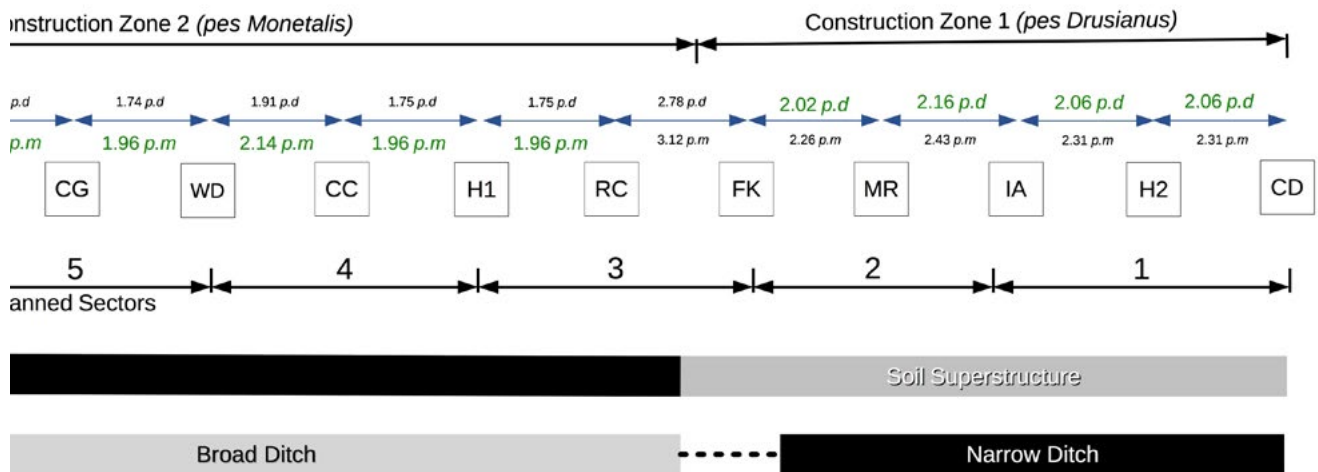 onstruction Zone 2 (pes Monetalis) Construction Zone 1 (pes Drusianus)
p.d 1.74 p.d 1.91 p.d 1.75 p.d 1.75 p.d 2.78 p.d 2.02 p.d 2.16 p.d 2.06 p.d 2.06 p.d
p.m 1.96 p.m 2.14 p.m 1.96 p.m 1.96 p.m 3.12 p.m 2.26 p.m 2.43 p.m 2.31 p.m 2.31 p.m
CG WD CC H1 RC FK MR IA H2 CD
5 4 3 2 1
anned Sectors
Soil Superstructure
Broad Ditch Narrow Ditch